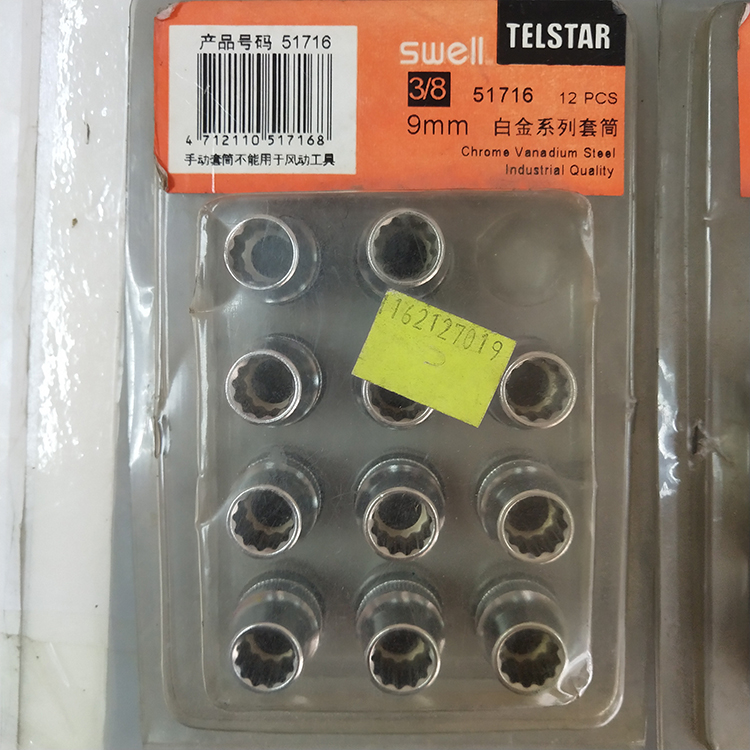 产品号码 51716
4 712110 517168
手动套筒不能用于风动工具
swell
TELSTAR
3/8 51716 12 PCS
9mm 白金系列套筒
Chrome Vanadium Steel
Industrial Quality
162127019